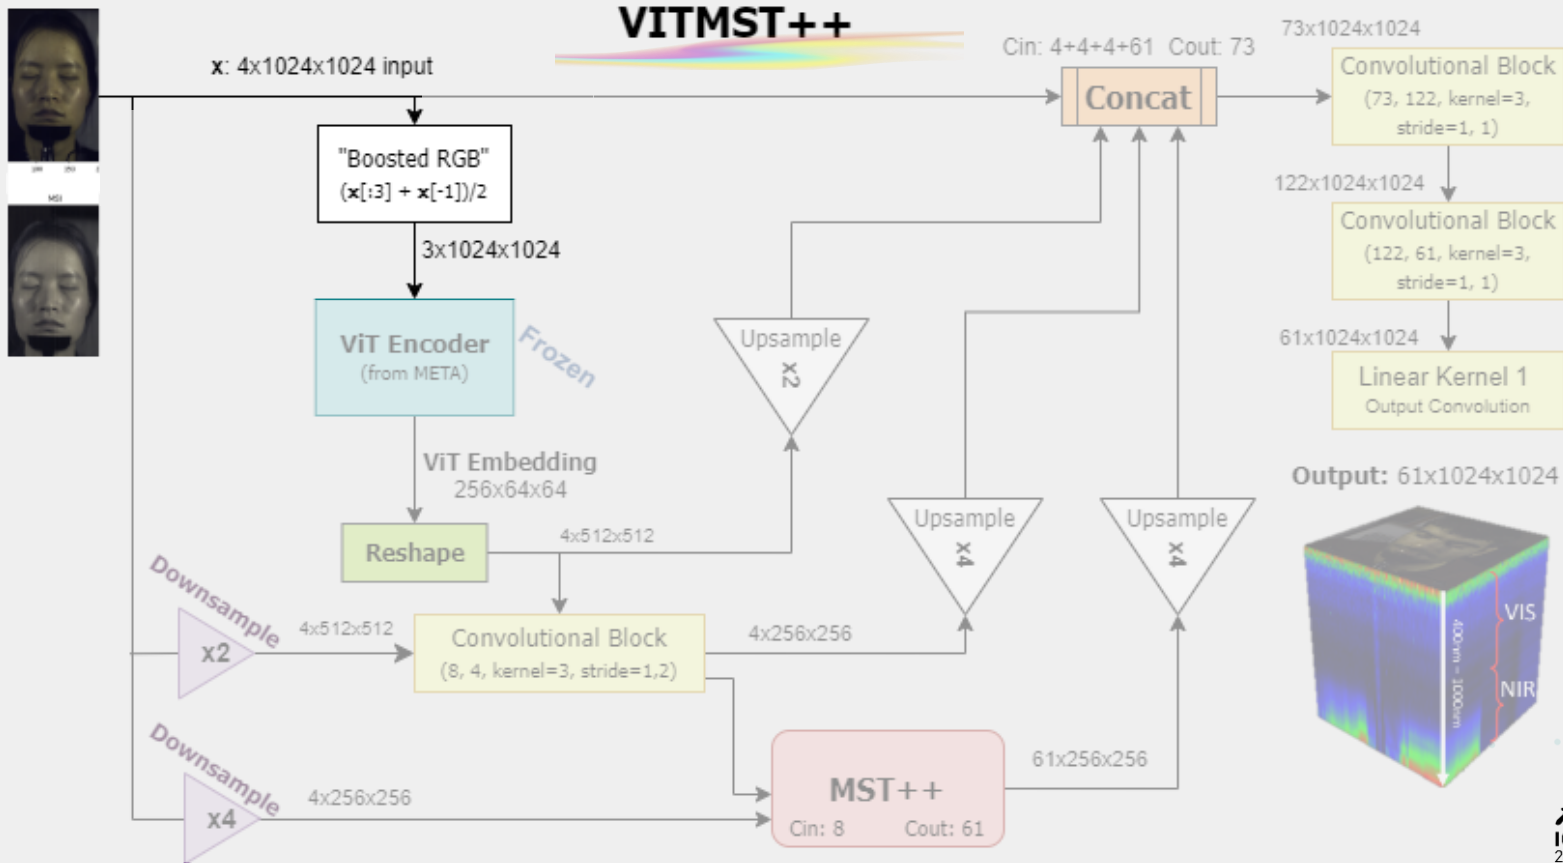 VITMST++
x: 4x1024x1024 input
Cin: 4+4+4+61 Cout: 73
73x1024x1024
Concat
Convolutional Block
(73, 122, kernel=3,
stride=1, 1)
"Boosted RGB"
(x[:3] + x[-1])/2
MSI
3x1024x1024
122x1024x1024
Convolutional Block
(122, 61, kernel=3,
stride=1, 1)
ViT Encoder
(from META)
Frozen
Upsample
x2
61x1024x1024
Linear Kernel 1
Output Convolution
ViT Embedding
256x64x64
Output: 61x1024x1024
Reshape
4x512x512
Upsample
x4
Upsample
x4
Downsample
x2
4x512x512
Convolutional Block
(8, 4, kernel=3, stride=1,2)
4x256x256
VIS
NIR
400nm – 1000nm
Downsample
x4
4x256x256
MST++
Cin: 8 Cout: 61
61x256x256